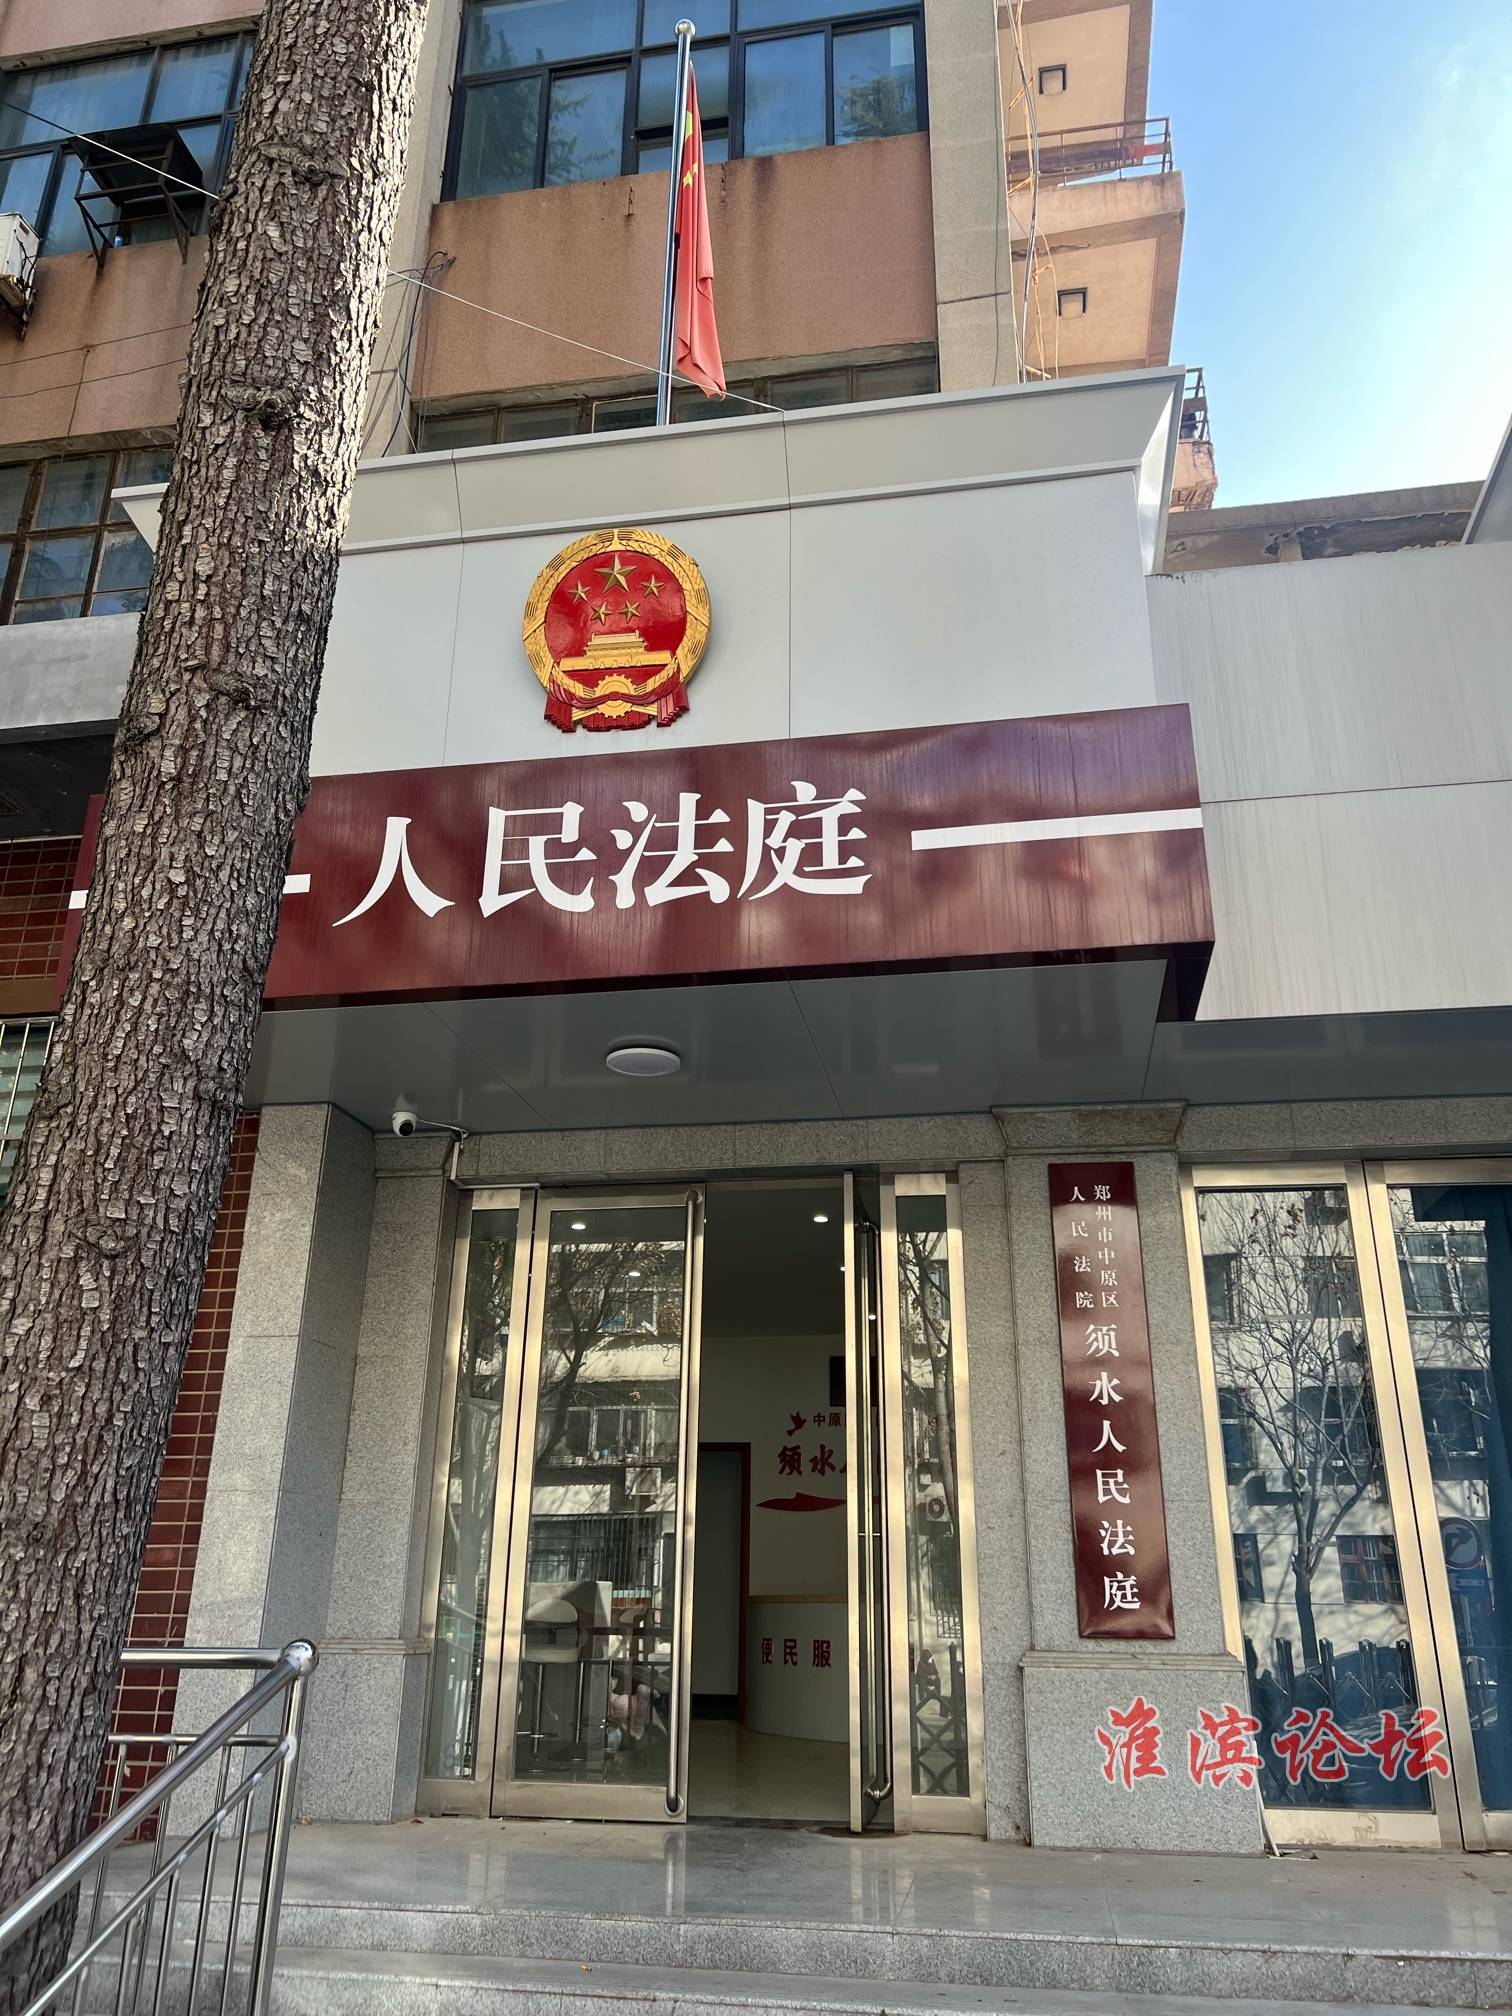 人民法庭
郑州市中原区
人民法院
须水人民法庭
中原
须水人
便民服
淮滨论坛